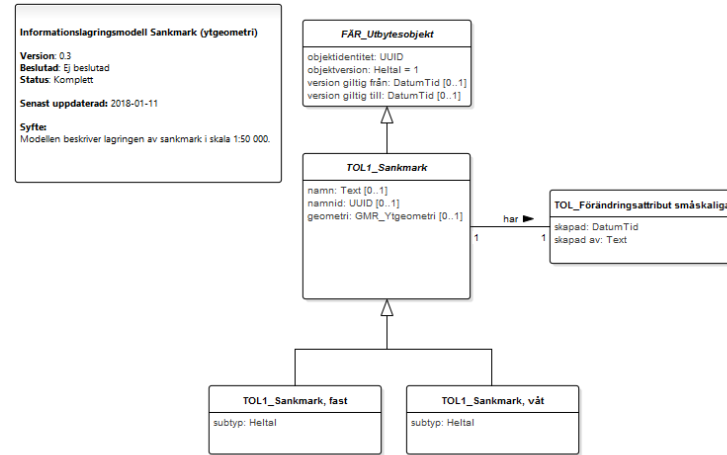 Informationslagringsmodell Sankmark (ytgeometri)
Version: 0.3
Beslutad: Ej beslutad
Status: Komplett
Senast uppdaterad: 2018-01-11
Syfte:
Modellen beskriver lagringen av sankmark i skala 1:50 000.
FÄR_Utbytesobjekt
objektidentitet: UUID
objektversion: Heltal = 1
version giltig från: DatumTid [0..1]
version giltig till: DatumTid [0..1]
TOL1_Sankmark
namn: Text [0..1]
namnid: UUID [0..1]
geometri: GMR_Ytgeometri [0..1]
har
1
1
TOL_Förändringsattribut småskaliga
skapad: DatumTid
skapad av: Text
TOL1_Sankmark, fast
subtyp: Heltal
TOL1_Sankmark, våt
subtyp: Heltal